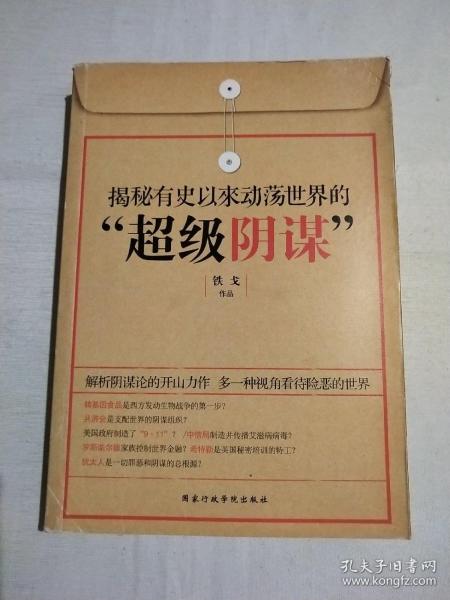 揭秘有史以來动荡世界的
“超级阴谋”
铁 戈
作品
解析阴谋论的开山力作 多一种视角看待险恶的世界
转基因食品是西方发动生物战争的第一步？
共济会是支配世界的阴谋组织？
美国政府制造了“9·11”？/中情局制造并传播艾滋病病毒？
罗斯柴尔德家族控制世界金融？希特勒是英国秘密培训的特工？
犹太人是一切罪恶和阴谋的总根源？
国家行政学院出版社
孔夫子旧书网
www.kongfz.com